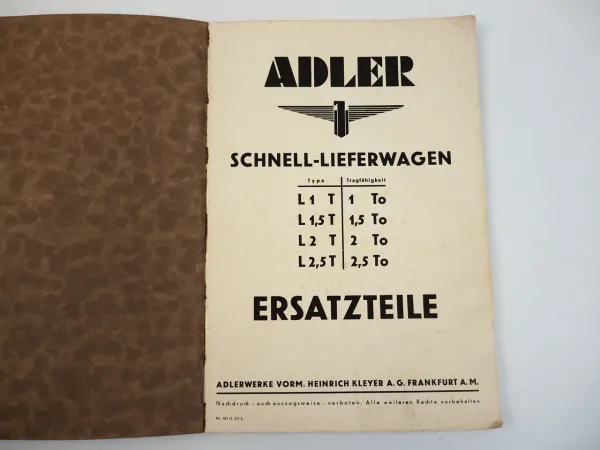 ADLER
SCHNELL-LIEFERWAGEN
Type Tragfähigkeit
L 1 T 1 To
L 1,5 T 1,5 To
L 2 T 2 To
L 2,5 T 2,5 To
ERSATZTEILE
ADLERWERKE VORM. HEINRICH KLEYER A. G. FRANKFURT A. M.
Nachdruck - auch auszugsweise - verboten. Alle weiteren Rechte vorbehalten